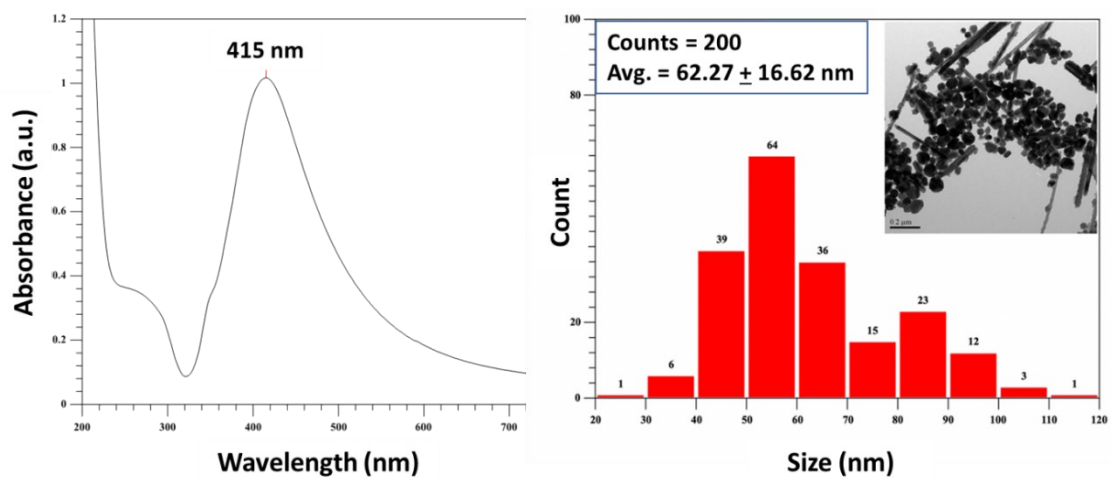 415 nm
1.2
1
0.8
0.6
0.4
0.2
0
200 300 400 500 600 700
Absorbance (a.u.)
Wavelength (nm)
Counts = 200
Avg. = 62.27 ± 16.62 nm
0.2 μm
100
80
20
0
1 6 39 64 36 15 23 12 3 1
20 30 40 50 60 70 80 90 100 110 120
Count
Size (nm)